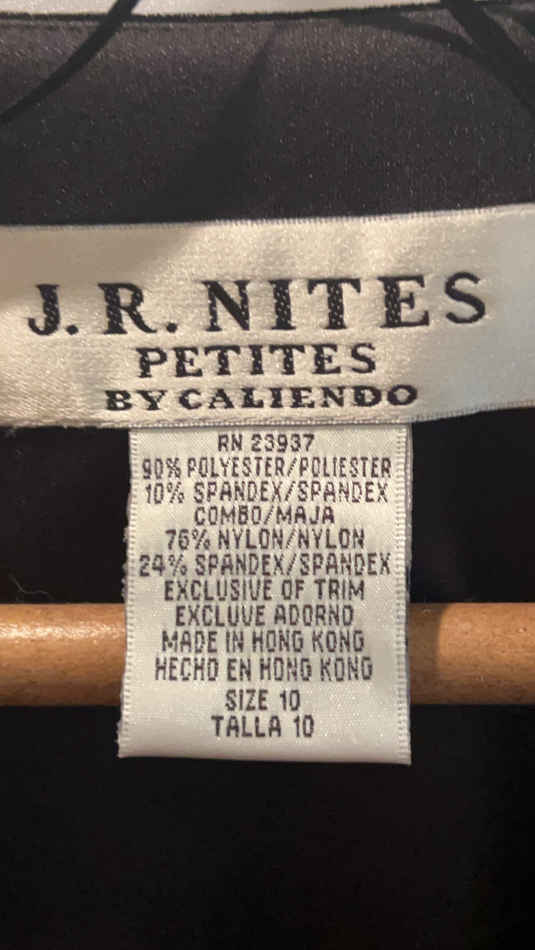 J.R. NITES
PETITES
BY CALIENDO
RN 23937
90% POLYESTER/POLIESTER
10% SPANDEX/SPANDEX
COMBO/MAJA
76% NYLON/NYLON
24% SPANDEX/SPANDEX
EXCLUSIVE OF TRIM
EXCLUVE ADORNO
MADE IN HONG KONG
HECHO EN HONG KONG
SIZE 10
TALLA 10